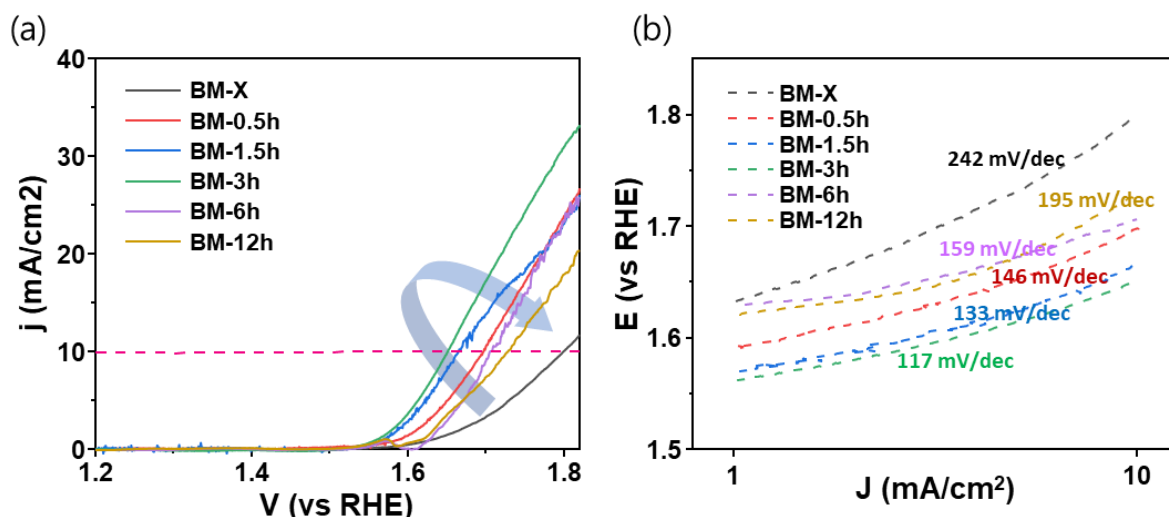 (a)
40
30
20
10
0
j (mA/cm2)
BM-X
BM-0.5h
BM-1.5h
BM-3h
BM-6h
BM-12h
1.2
1.4
1.6
1.8
V (vs RHE)
(b)
1.8
1.7
1.6
1.5
E (vs RHE)
BM-X
BM-0.5h
BM-1.5h
BM-3h
BM-6h
BM-12h
242 mV/dec
195 mV/dec
159 mV/dec
146 mV/dec
133 mV/dec
117 mV/dec
1
10
J (mA/cm²)